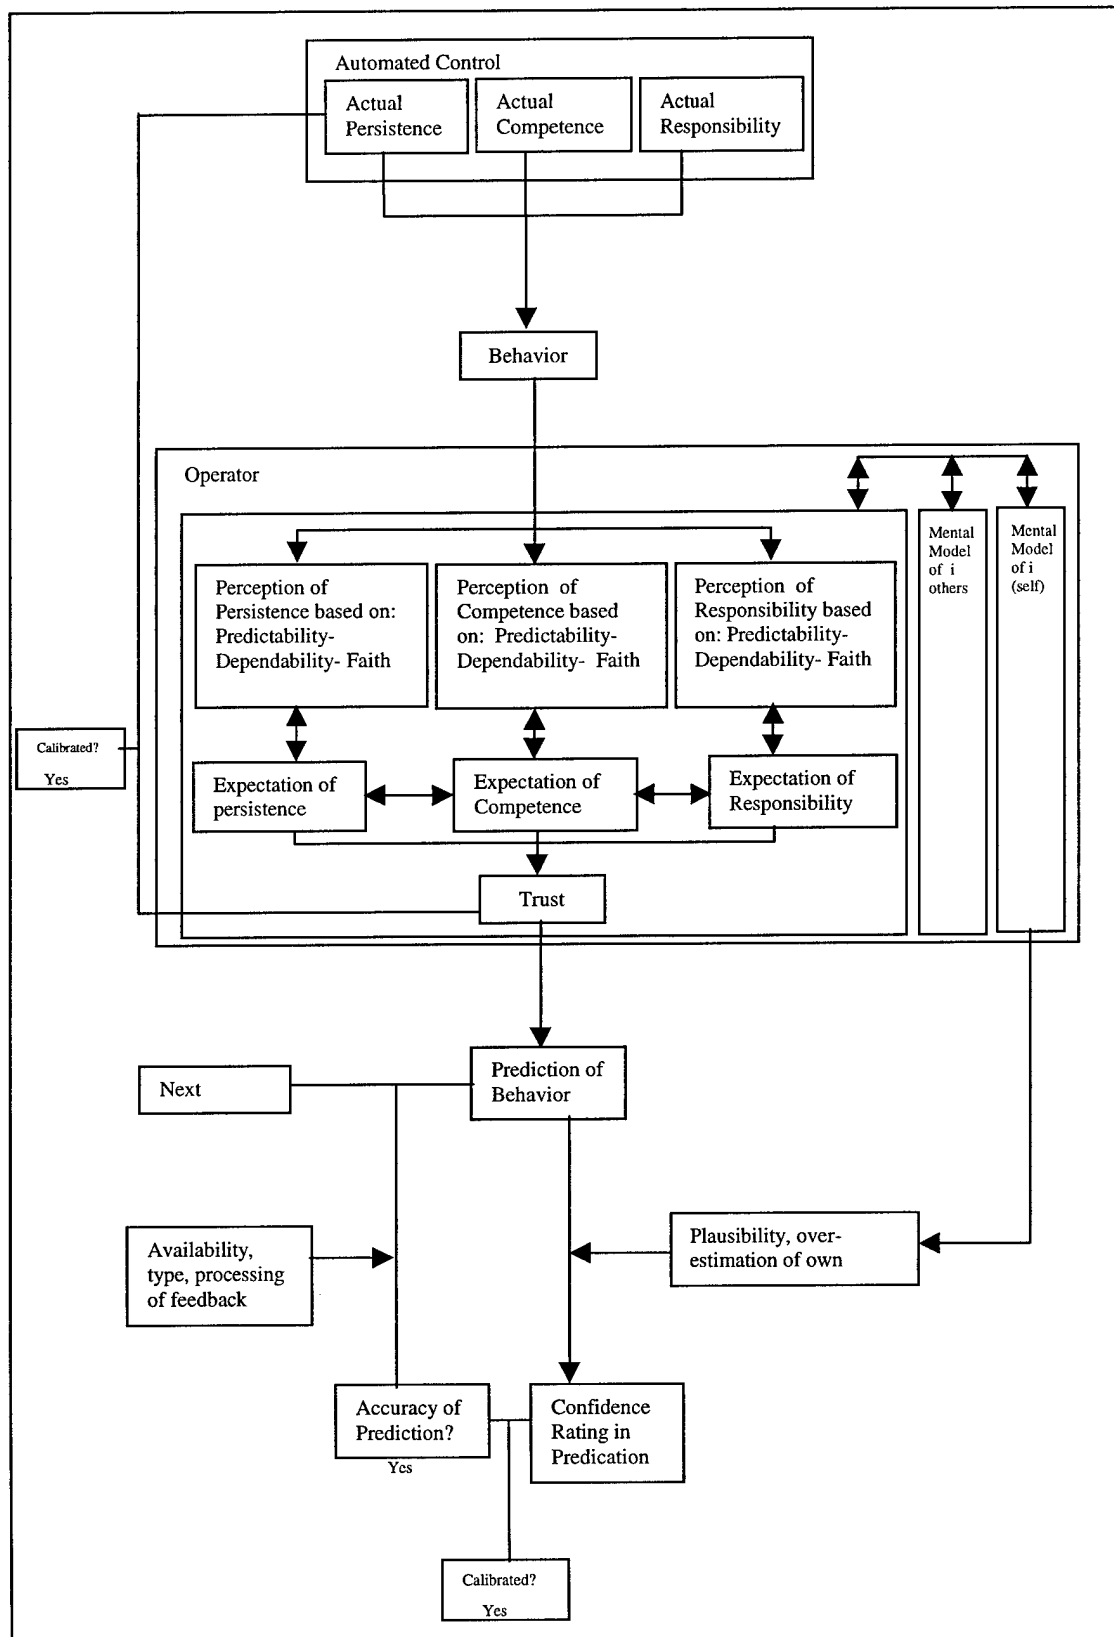 Automated Control
Actual
Persistence
Actual
Competence
Actual
Responsibility
Behavior
Operator
Mental
Model
of i
others
Mental
Model
of i
(self)
Perception of
Persistence based on:
Predictability-
Dependability- Faith
Perception of
Competence based
on: Predictability-
Dependability- Faith
Perception of
Responsibility based
on: Predictability-
Dependability- Faith
Calibrated?
Yes
Expectation of
persistence
Expectation of
Competence
Expectation of
Responsibility
Trust
Prediction of
Behavior
Next
Availability,
type, processing
of feedback
Plausibility, over-
estimation of own
Accuracy of
Prediction?
Yes
Confidence
Rating in
Predication
Calibrated?
Yes